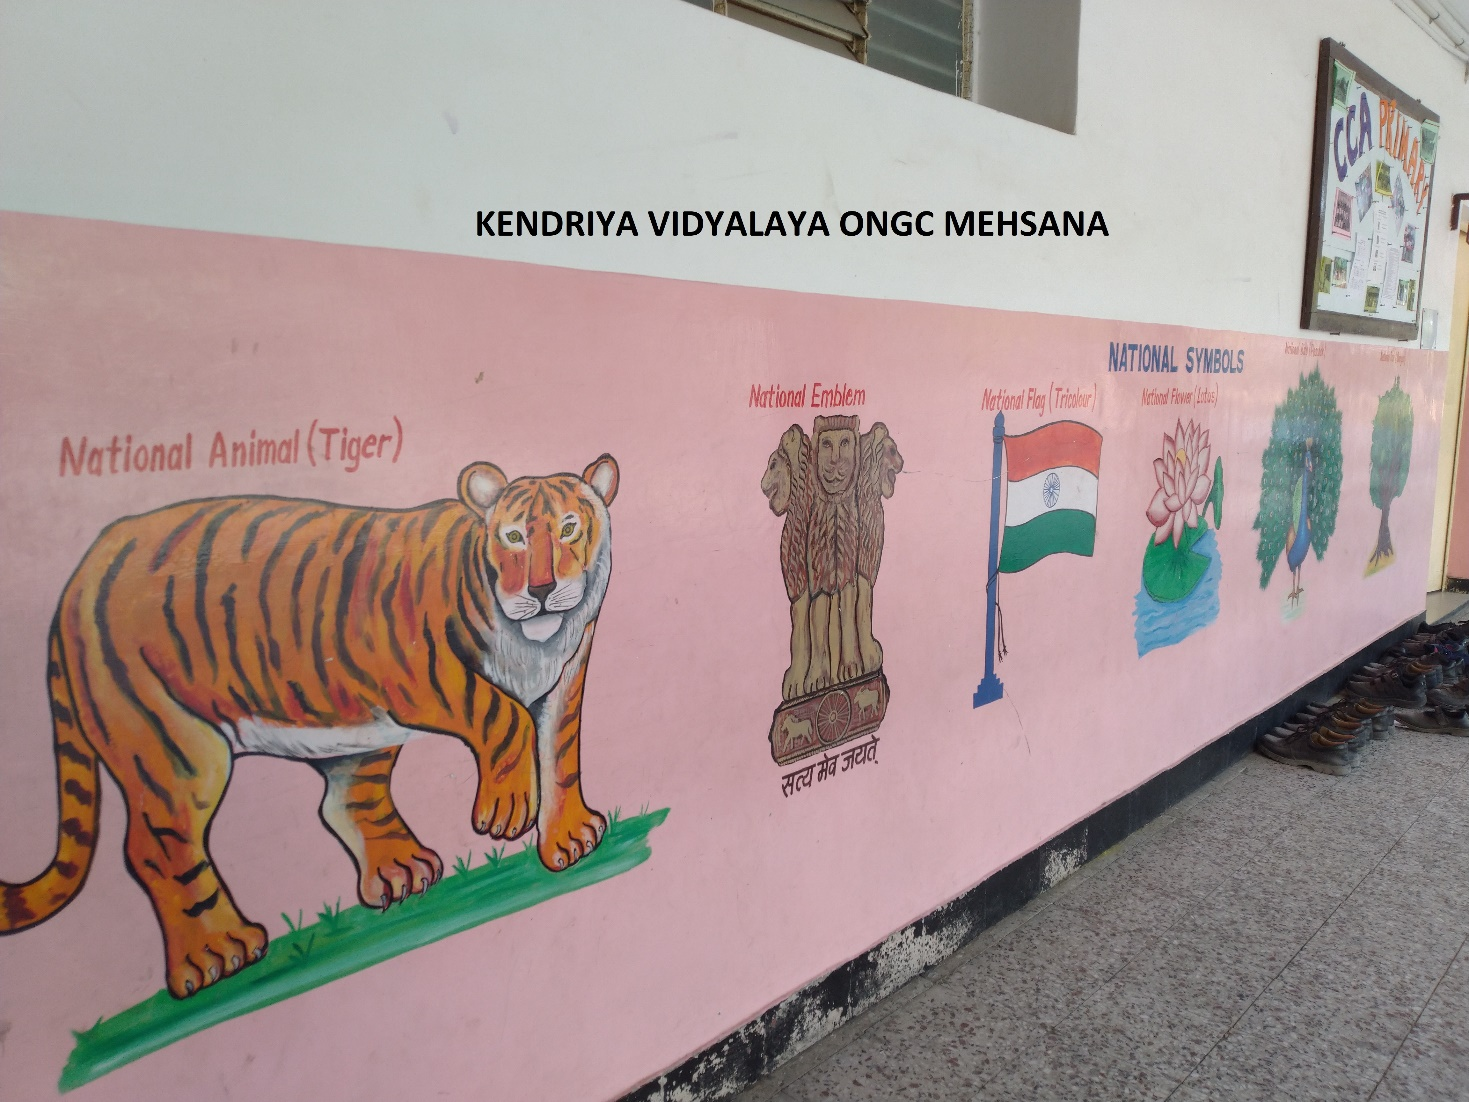 KENDRIYA VIDYALAYA ONGC MEHSANA
CCA PRIMARY
NATIONAL SYMBOLS
National Animal (Tiger)
National Emblem
National Flag (Tricolour)
National Flower (Lotus)
सत्य मेव जयते